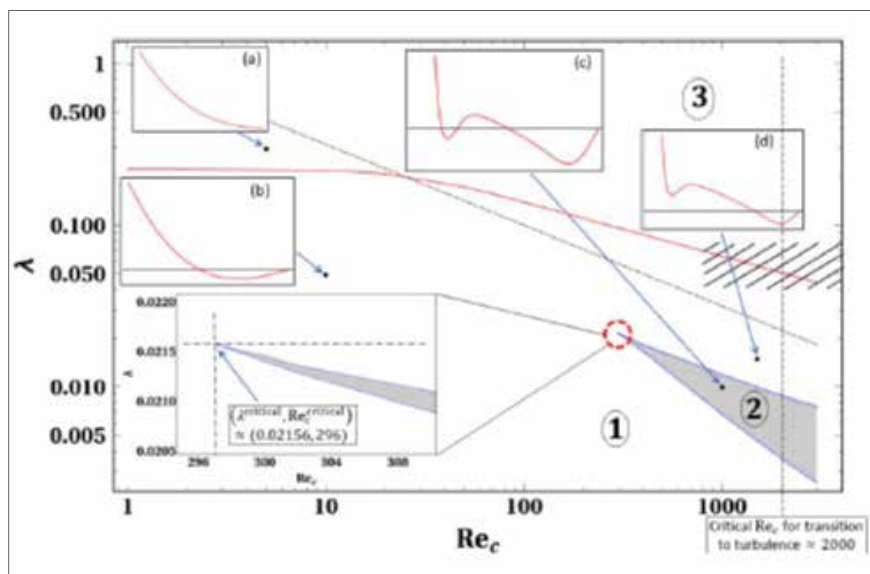 1
0.500
0.100
0.050
0.010
0.005
λ
(a)
(b)
(c)
(d)
3
2
1
0.0220
0.0215
0.0210
0.0205
λ
(λcritical, Recritical c)
≈ (0.02156, 296)
296
300
304
308
Rec
1
10
100
1000
Rec
Critical Rec for transition
to turbulence ≈ 2000